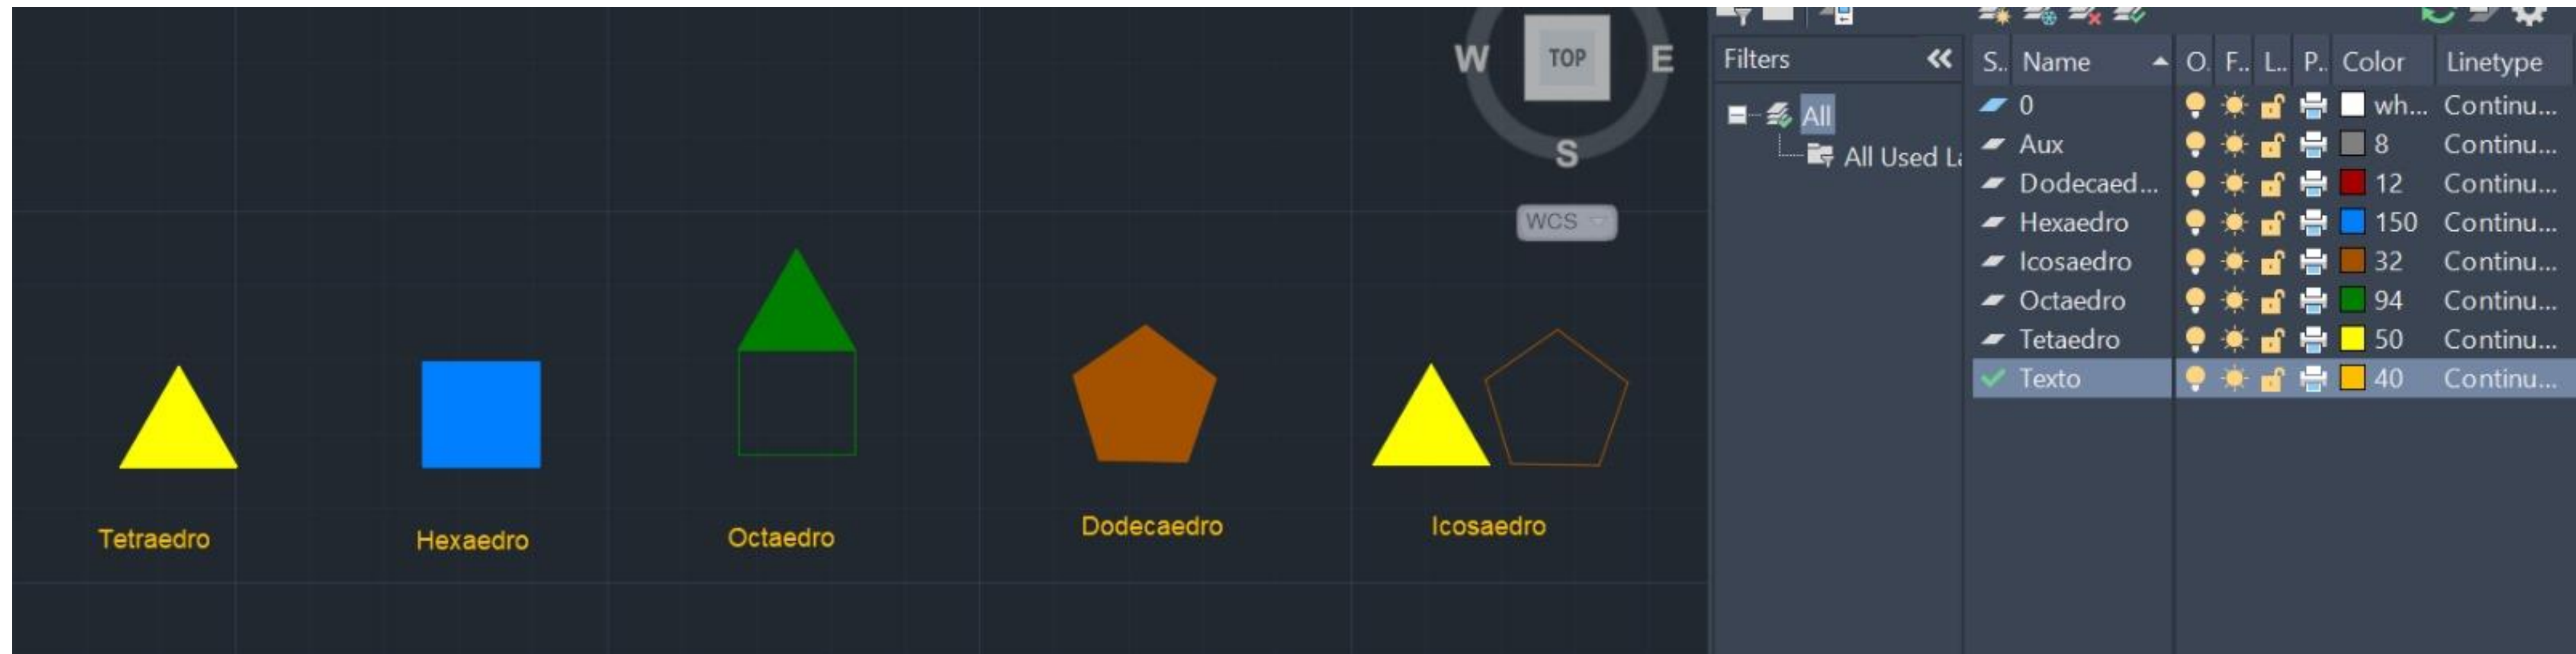 W TOP E
S
WCS
Tetraedro
Hexaedro
Octaedro
Dodecaedro
Icosaedro
Filters
All
All Used La
S.. Name O. F.. L.. P.. Color Linetype
0 wh... Continu...
Aux 8 Continu...
Dodecaed... 12 Continu...
Hexaedro 150 Continu...
Icosaedro 32 Continu...
Octaedro 94 Continu...
Tetaedro 50 Continu...
Texto 40 Continu...